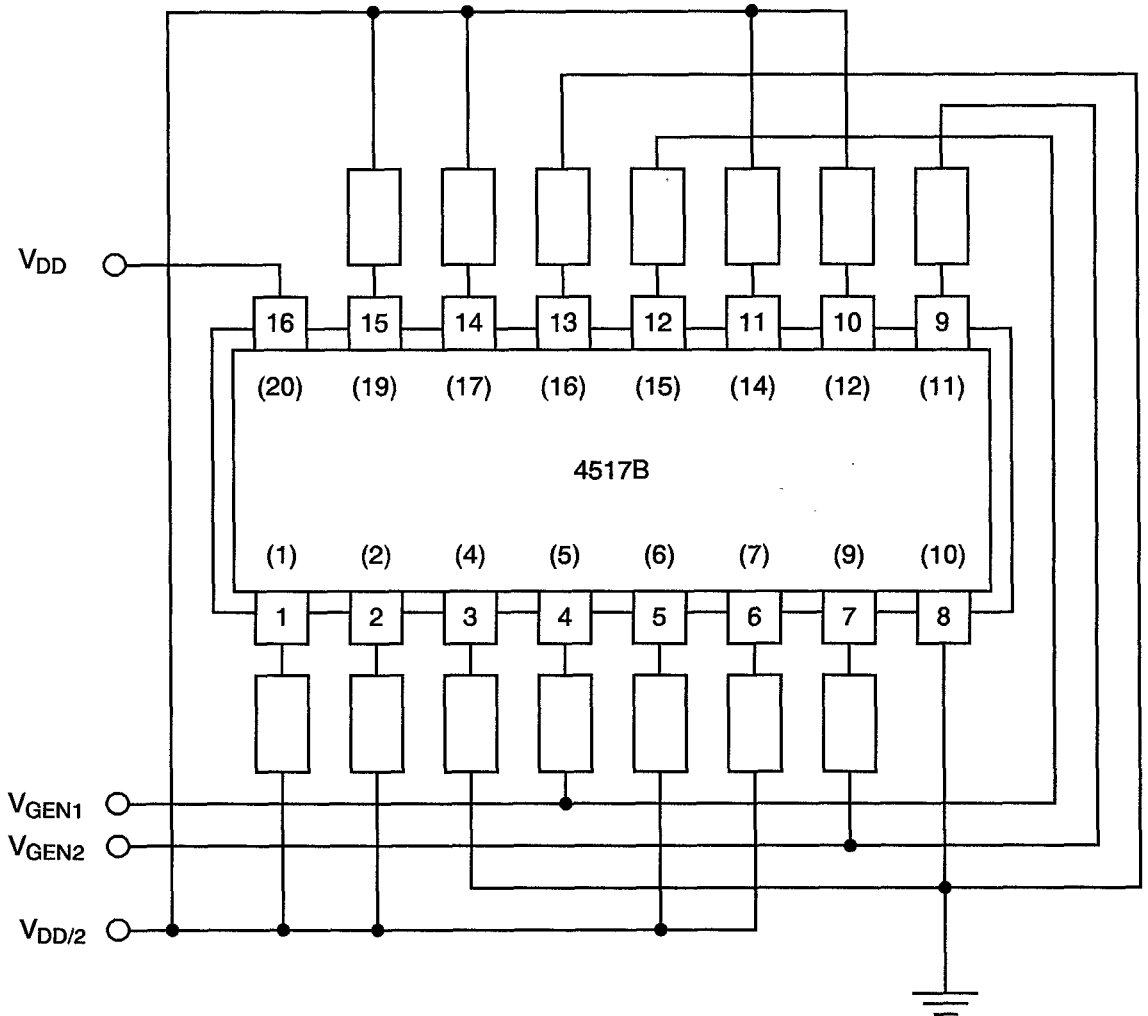 V_DD
16 15 14 13 12 11 10 9
(20) (19) (17) (16) (15) (14) (12) (11)
4517B
(1) (2) (4) (5) (6) (7) (9) (10)
1 2 3 4 5 6 7 8
V_GEN1
V_GEN2
V_DD/2